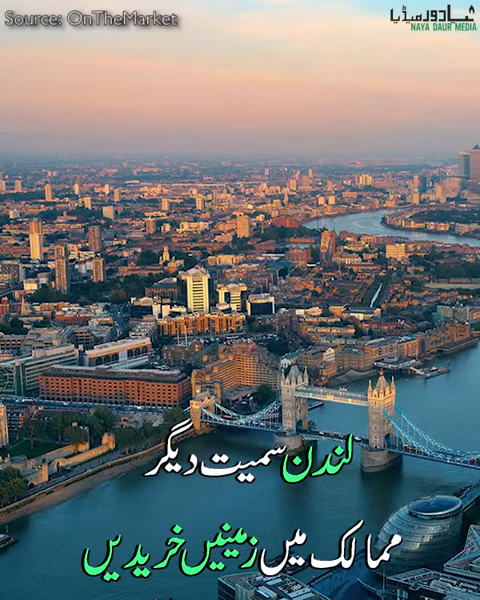 Source: OnTheMarket
نیا دور میڈیا
NAYA DAUR MEDIA
لندن سمیت دیگر
ممالک میں زمینیں خریدیں